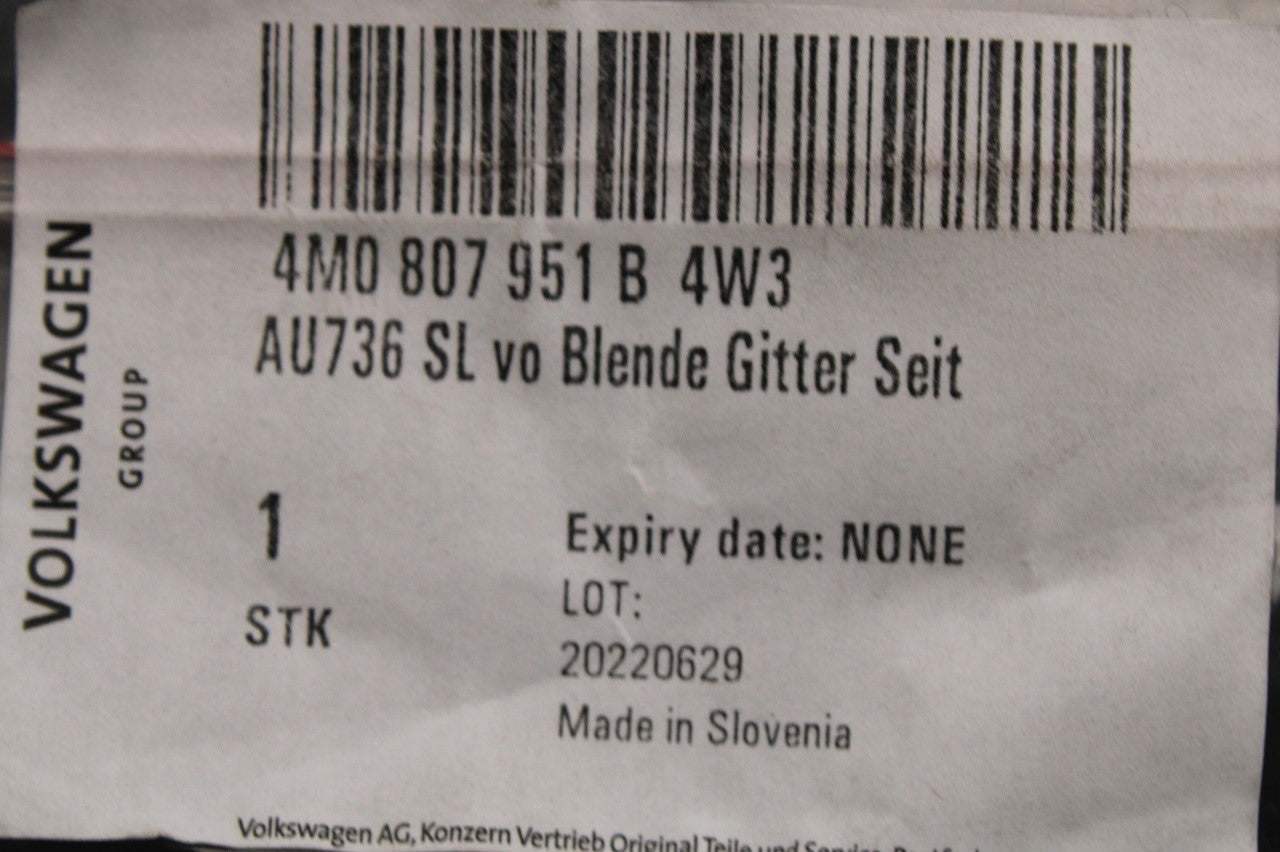 VOLKSWAGEN
GROUP
4M0 807 951 B 4W3
AU736 SL vo Blende Gitter Seit
1
STK
Expiry date: NONE
LOT:
20220629
Made in Slovenia
Volkswagen AG, Konzern Vertrieb Original Teile und Service,